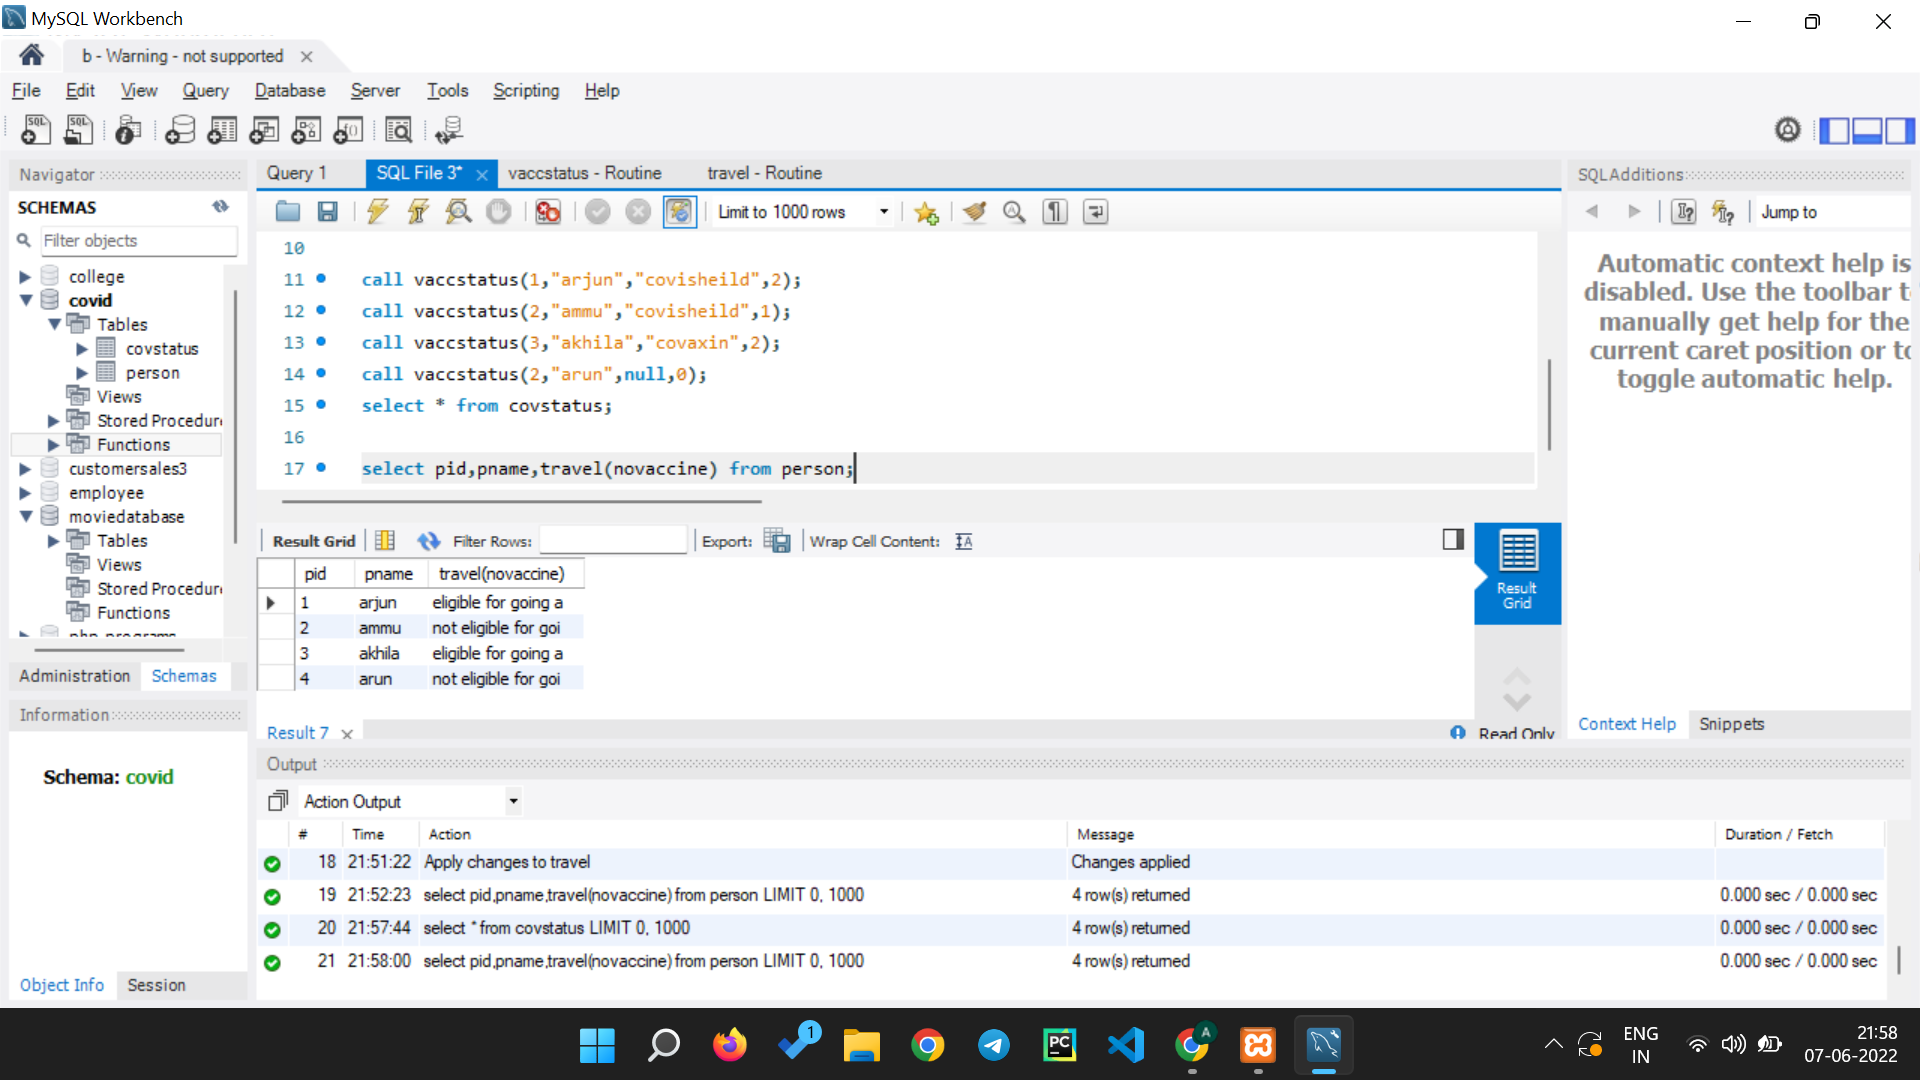 MySQL Workbench
b - Warning - not supported
File Edit View Query Database Server Tools Scripting Help
Navigator
SCHEMAS
Filter objects
college
covid
Tables
covstatus
person
Views
Stored Procedur
Functions
customersales3
employee
moviedatabase
Tables
Views
Stored Procedur
Functions
php programs
Administration Schemas
Information
Schema: covid
Object Info Session
Query 1 SQL File 3* vaccstatus - Routine travel - Routine
Limit to 1000 rows
10
11 call vaccstatus(1,"arjun","covisheild",2);
12 call vaccstatus(2,"ammu","covisheild",1);
13 call vaccstatus(3,"akhila","covaxin",2);
14 call vaccstatus(2,"arun",null,0);
15 select * from covstatus;
16
17 select pid,pname,travel(novaccine) from person;
Result Grid Filter Rows: Export: Wrap Cell Content:
pid pname travel(novaccine)
1 arjun eligible for going a
2 ammu not eligible for goi
3 akhila eligible for going a
4 arun not eligible for goi
Result Grid
Result 7 Read Only
SQLAdditions
Jump to
Automatic context help is
disabled. Use the toolbar t
manually get help for the
current caret position or to
toggle automatic help.
Context Help Snippets
Output
Action Output
# Time Action Message Duration / Fetch
18 21:51:22 Apply changes to travel Changes applied
19 21:52:23 select pid,pname,travel(novaccine) from person LIMIT 0, 1000 4 row(s) returned 0.000 sec / 0.000 sec
20 21:57:44 select * from covstatus LIMIT 0, 1000 4 row(s) returned 0.000 sec / 0.000 sec
21 21:58:00 select pid,pname,travel(novaccine) from person LIMIT 0, 1000 4 row(s) returned 0.000 sec / 0.000 sec
1
PC
A
ENG
IN
21:58
07-06-2022